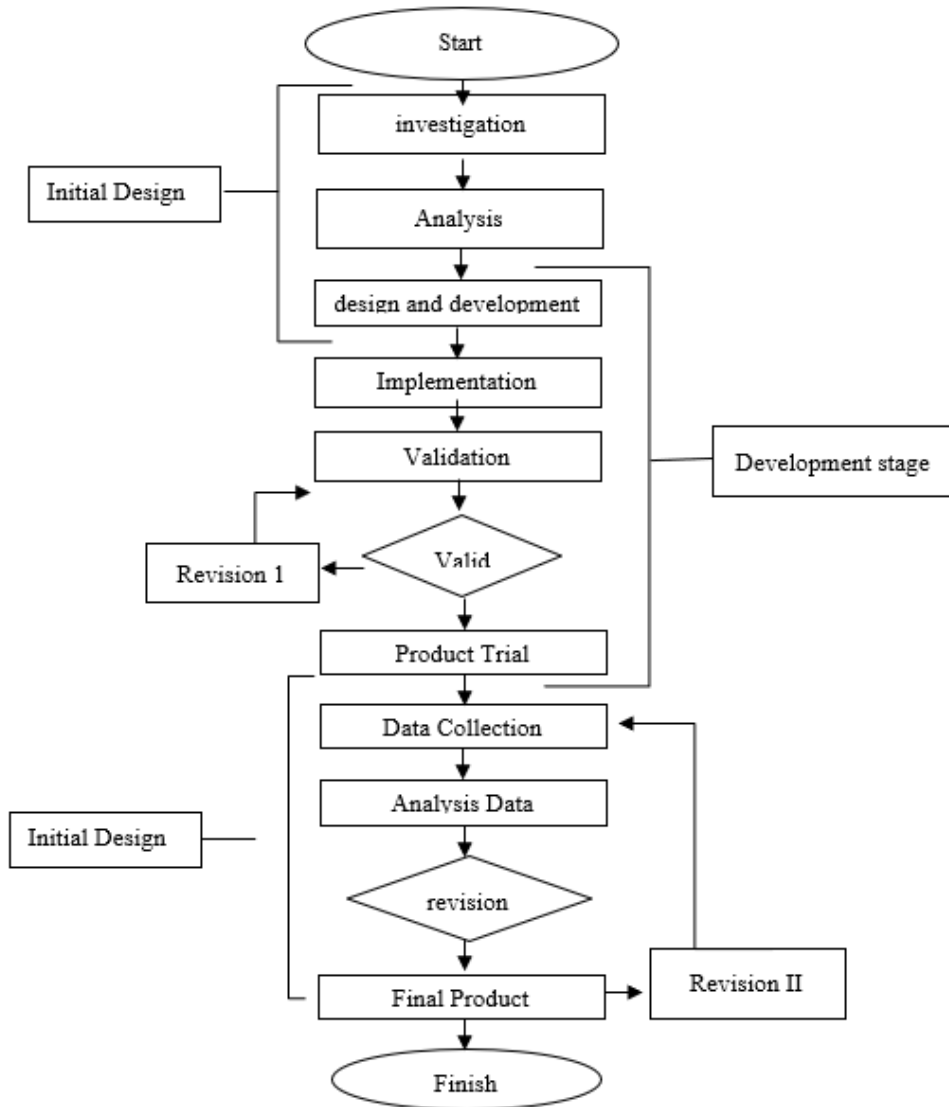 Start
investigation
Initial Design
Analysis
design and development
Implementation
Validation
Development stage
Valid
Revision 1
Product Trial
Data Collection
Analysis Data
Initial Design
revision
Revision II
Final Product
Finish